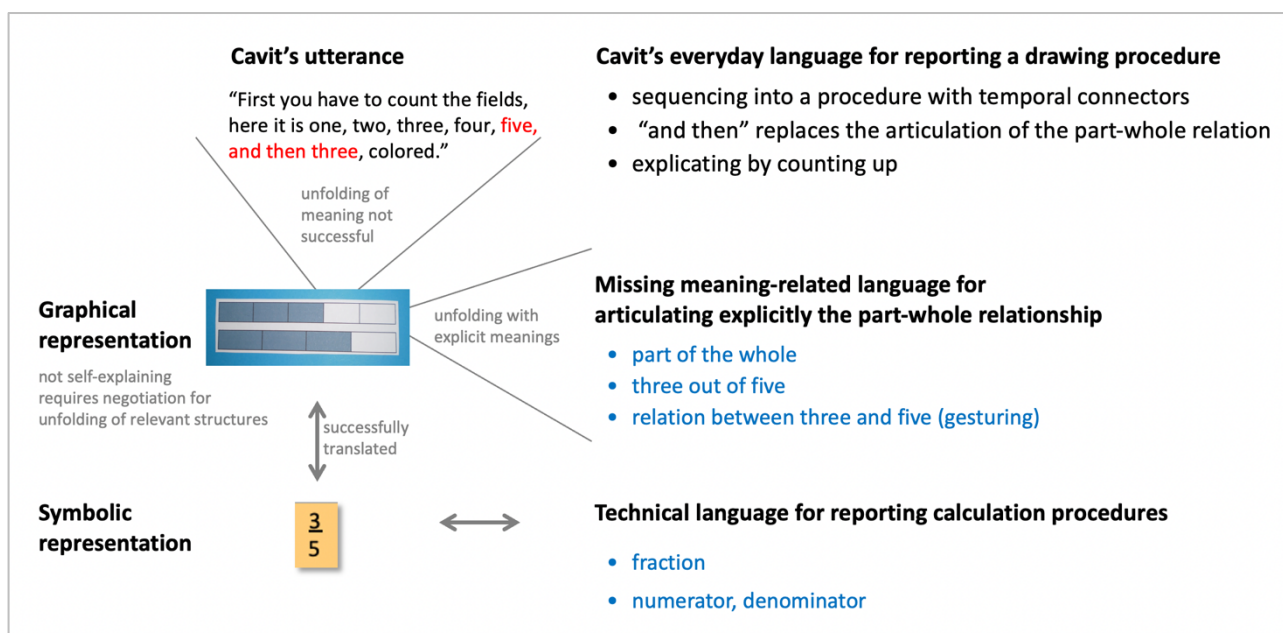 Cavit's utterance
"First you have to count the fields,
here it is one, two, three, four, five,
and then three, colored."
Cavit's everyday language for reporting a drawing procedure
• sequencing into a procedure with temporal connectors
• "and then" replaces the articulation of the part-whole relation
• explicating by counting up
unfolding of
meaning not
successful
Graphical
representation
not self-explaining
requires negotiation for
unfolding of relevant structures
unfolding with
explicit meanings
Missing meaning-related language for
articulating explicitly the part-whole relationship
• part of the whole
• three out of five
• relation between three and five (gesturing)
successfully
translated
Symbolic
representation
3
5
Technical language for reporting calculation procedures
• fraction
• numerator, denominator